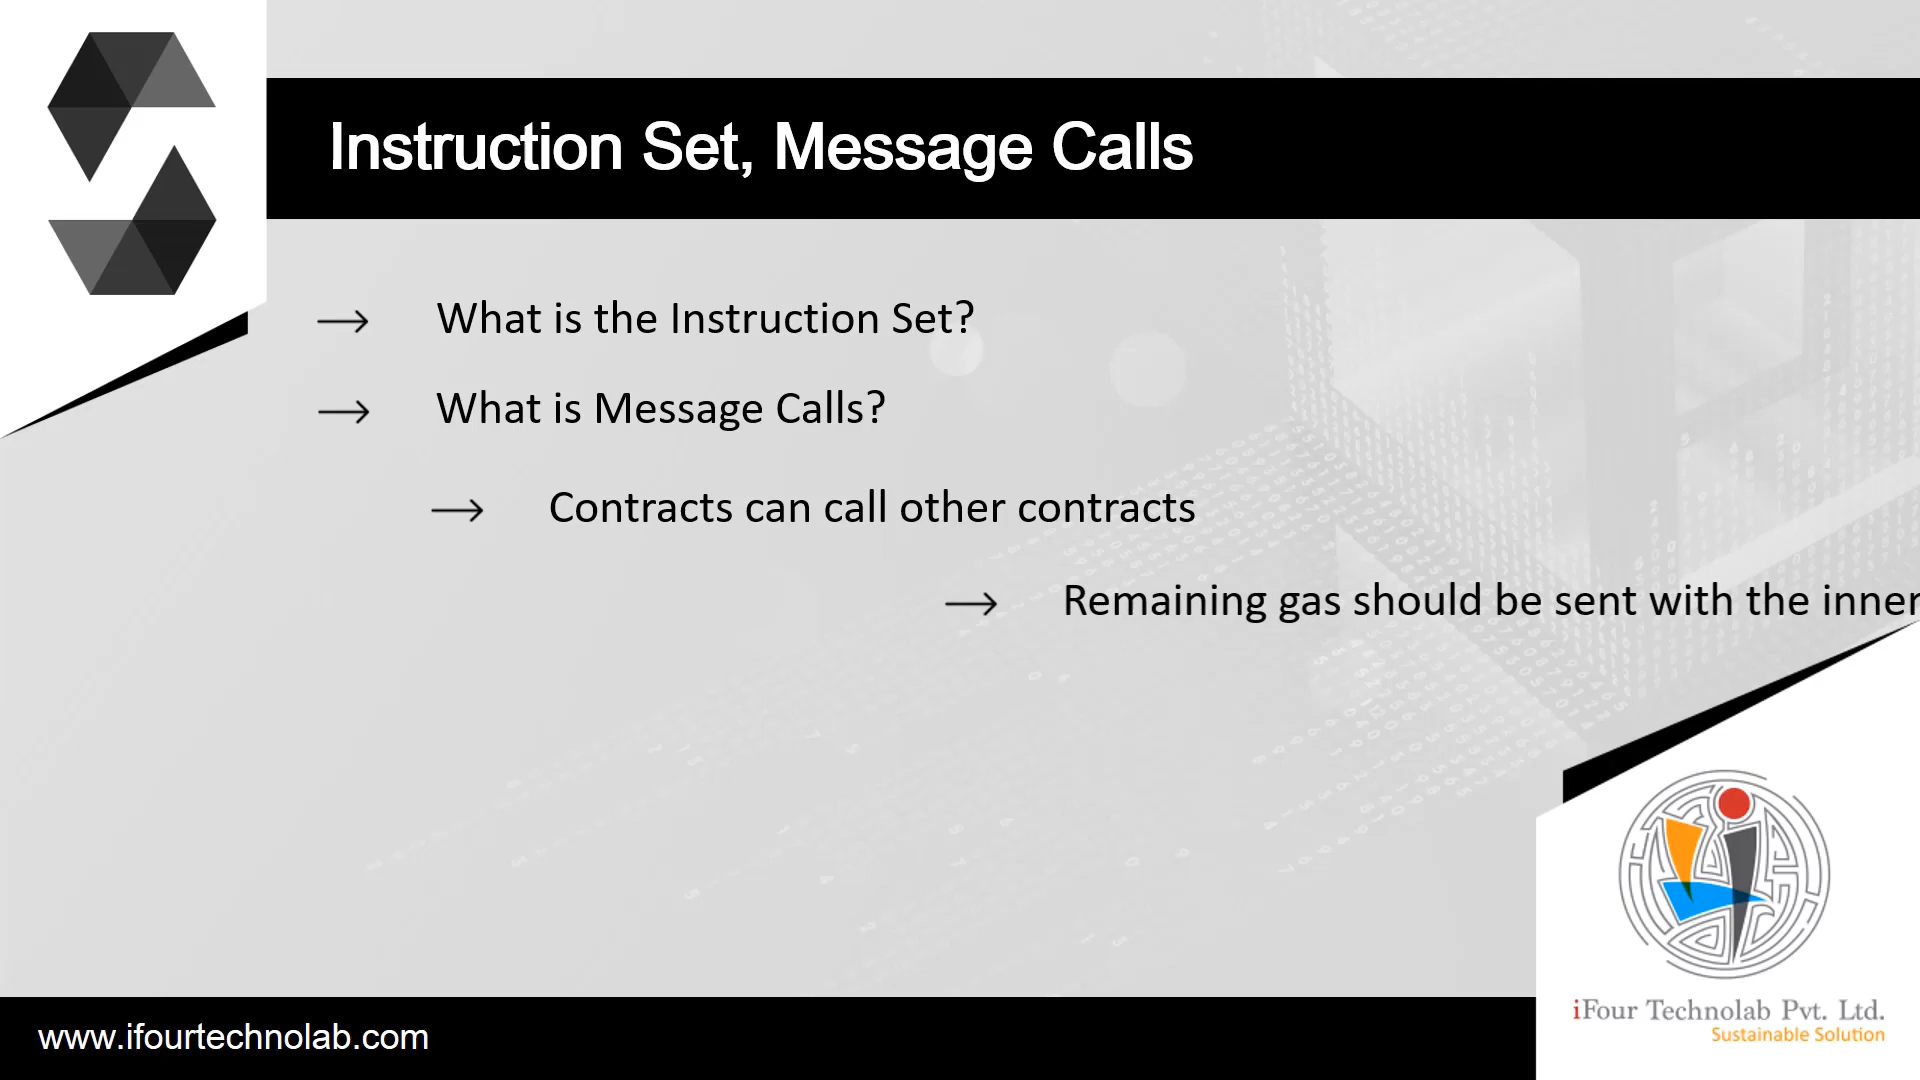 Instruction Set, Message Calls
→ What is the Instruction Set?
→ What is Message Calls?
→ Contracts can call other contracts
→ Remaining gas should be sent with the inner
www.ifourtechnolab.com
iFour Technolab Pvt. Ltd.
Sustainable Solution